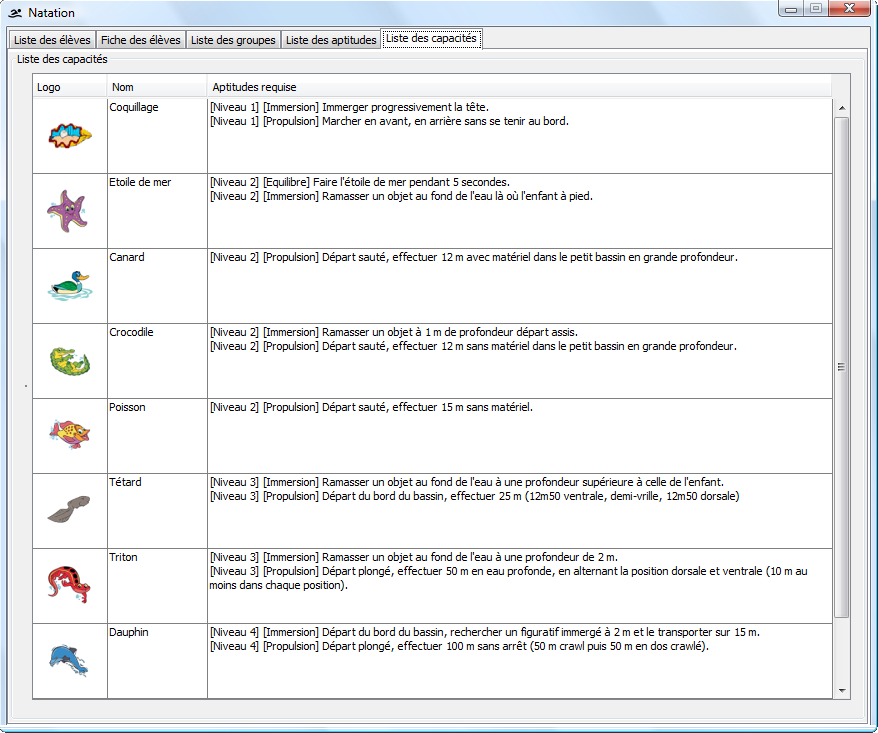 Natation
Liste des élèves Fiche des élèves Liste des groupes Liste des aptitudes Liste des capacités
Liste des capacités
Logo Nom Aptitudes requise
Coquillage [Niveau 1] [Immersion] Immerger progressivement la tête.
[Niveau 1] [Propulsion] Marcher en avant, en arrière sans se tenir au bord.
Etoile de mer [Niveau 2] [Equilibre] Faire l'étoile de mer pendant 5 secondes.
[Niveau 2] [Immersion] Ramasser un objet au fond de l'eau là où l'enfant à pied.
Canard [Niveau 2] [Propulsion] Départ sauté, effectuer 12 m avec matériel dans le petit bassin en grande profondeur.
Crocodile [Niveau 2] [Immersion] Ramasser un objet à 1 m de profondeur départ assis.
[Niveau 2] [Propulsion] Départ sauté, effectuer 12 m sans matériel dans le petit bassin en grande profondeur.
Poisson [Niveau 2] [Propulsion] Départ sauté, effectuer 15 m sans matériel.
Tétard [Niveau 3] [Immersion] Ramasser un objet au fond de l'eau à une profondeur supérieure à celle de l'enfant.
[Niveau 3] [Propulsion] Départ du bord du bassin, effectuer 25 m (12m50 ventrale, demi-vrille, 12m50 dorsale)
Triton [Niveau 3] [Immersion] Ramasser un objet au fond de l'eau à une profondeur de 2 m.
[Niveau 3] [Propulsion] Départ plongé, effectuer 50 m en eau profonde, en alternant la position dorsale et ventrale (10 m au
moins dans chaque position).
Dauphin [Niveau 4] [Immersion] Départ du bord du bassin, rechercher un figuratif immergé à 2 m et le transporter sur 15 m.
[Niveau 4] [Propulsion] Départ plongé, effectuer 100 m sans arrêt (50 m crawl puis 50 m en dos crawlé).